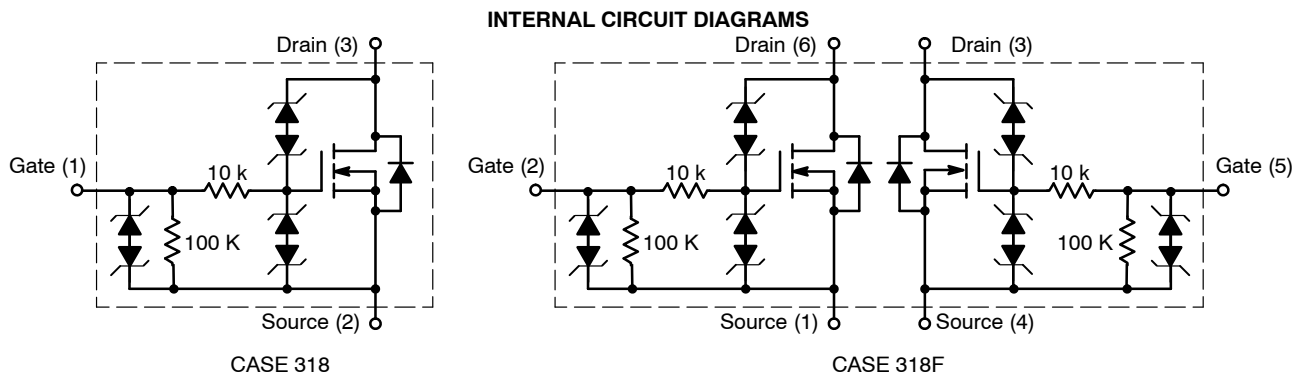 INTERNAL CIRCUIT DIAGRAMS
Drain (3)
Gate (1)
10 k
100 K
Source (2)
CASE 318
Drain (6)
Drain (3)
Gate (2)
10 k
100 K
10 k
Gate (5)
100 K
Source (1)
Source (4)
CASE 318F